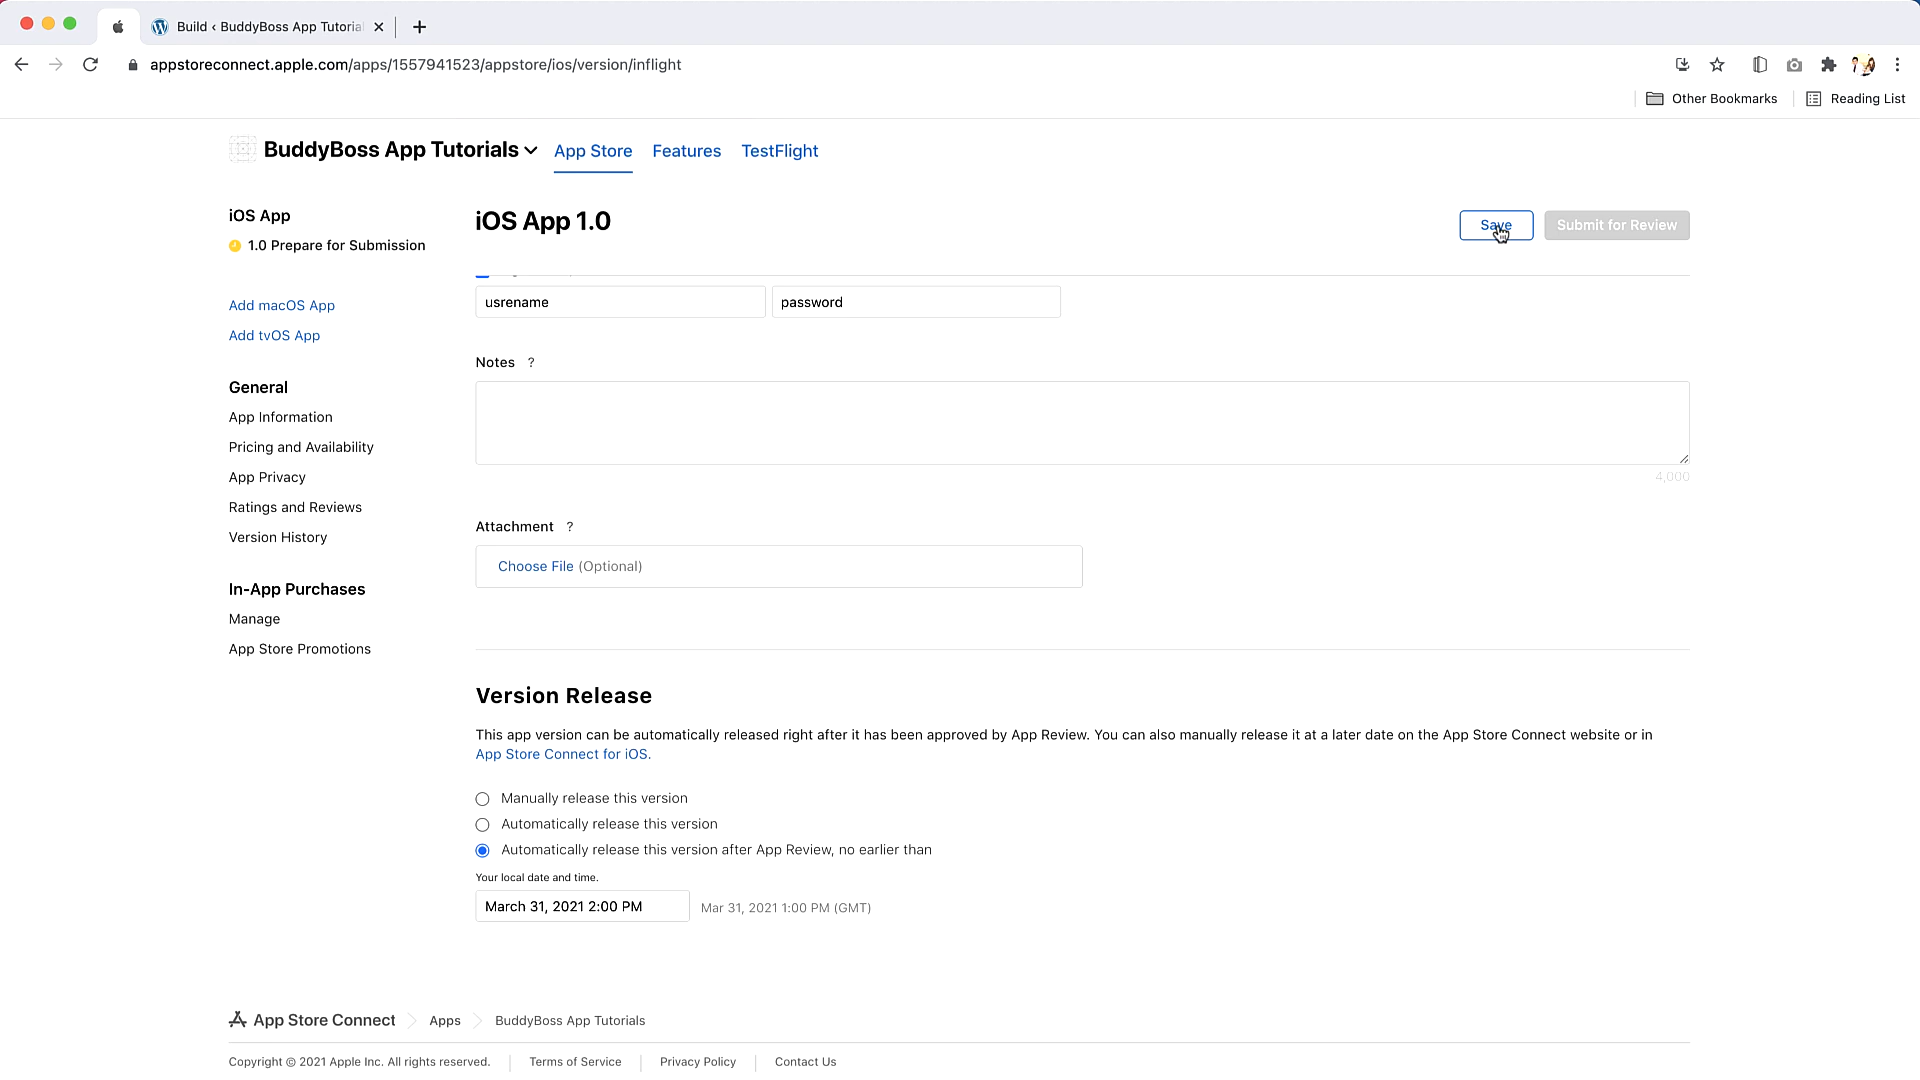 Build ‹ BuddyBoss App Tutoria
appstoreconnect.apple.com/apps/1557941523/appstore/ios/version/inflight
Other Bookmarks
Reading List
BuddyBoss App Tutorials
App Store
Features
TestFlight
iOS App
1.0 Prepare for Submission
Add macOS App
Add tvOS App
General
App Information
Pricing and Availability
App Privacy
Ratings and Reviews
Version History
In-App Purchases
Manage
App Store Promotions
iOS App 1.0
Save
Submit for Review
usrename
password
Notes ?
4,000
Attachment ?
Choose File (Optional)
Version Release
This app version can be automatically released right after it has been approved by App Review. You can also manually release it at a later date on the App Store Connect website or in
App Store Connect for iOS.
Manually release this version
Automatically release this version
Automatically release this version after App Review, no earlier than
Your local date and time.
March 31, 2021 2:00 PM
Mar 31, 2021 1:00 PM (GMT)
App Store Connect
Apps
BuddyBoss App Tutorials
Copyright © 2021 Apple Inc. All rights reserved.
Terms of Service
Privacy Policy
Contact Us